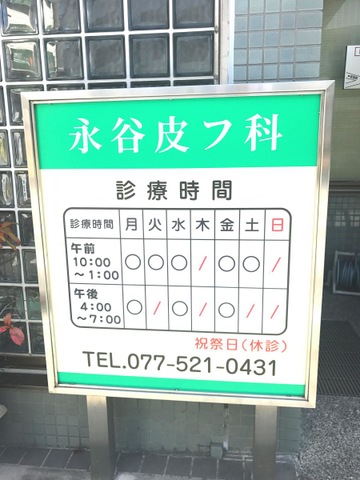 永谷皮フ科
診療時間
診療時間 月 火 水 木 金 土 日
午前 10:00 ～1:00 ○ ○ ○ / ○ ○ /
午後 4:00 ～7:00 ○ / ○ / ○ / /
祝祭日(休診)
TEL.077-521-0431